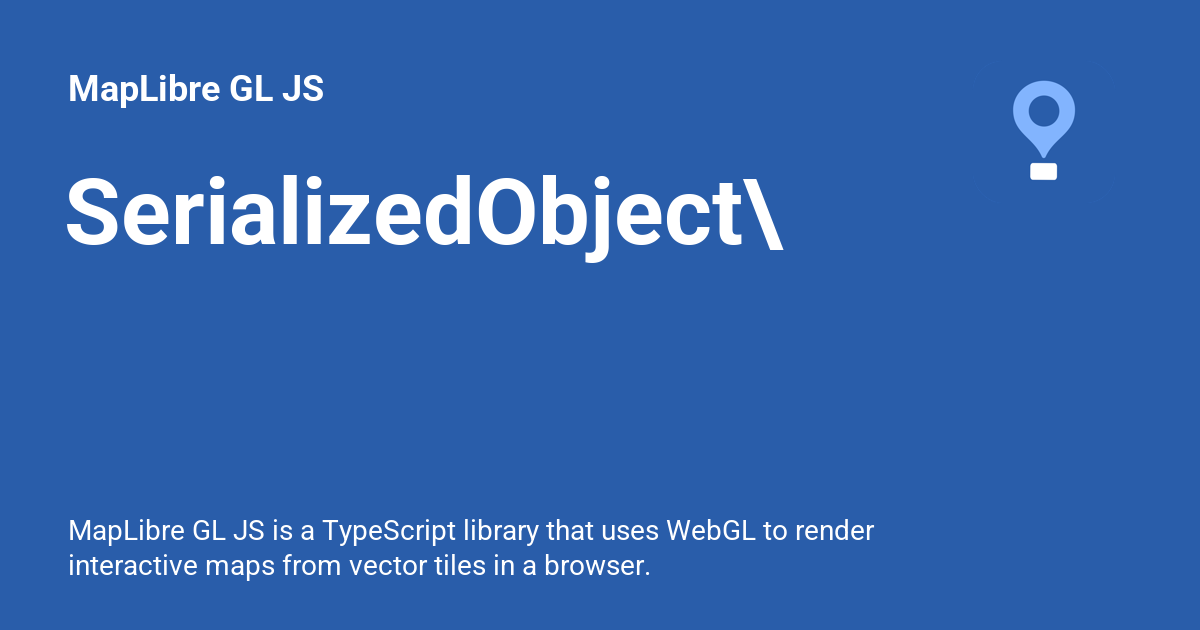 MapLibre GL JS
SerializedObject\
MapLibre GL JS is a TypeScript library that uses WebGL to render
interactive maps from vector tiles in a browser.